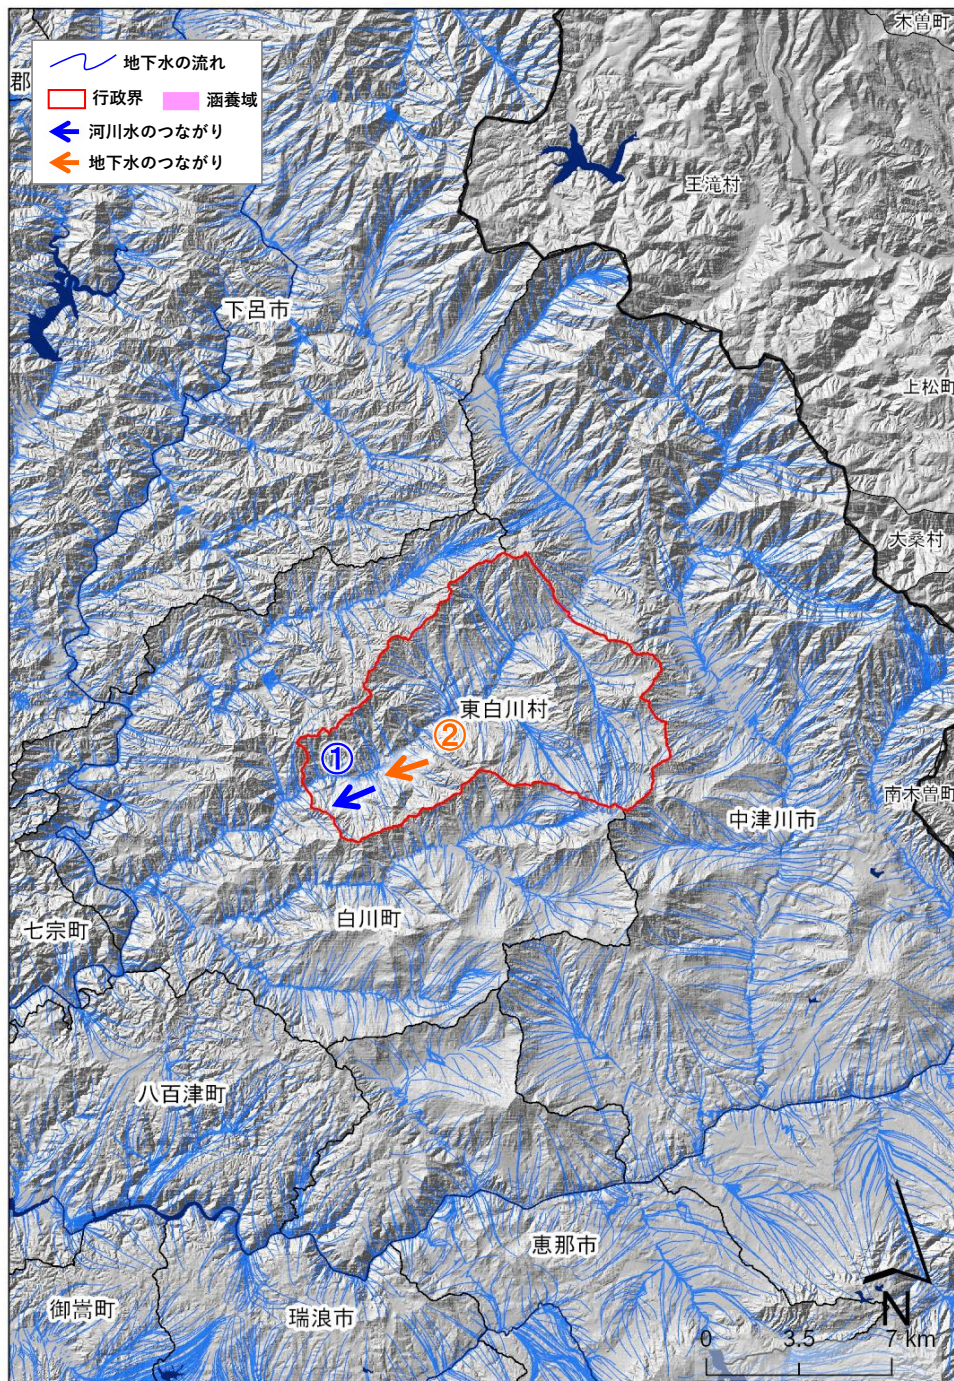 木曽町
地下水の流れ
郡
行政界
涵養域
河川水のつながり
地下水のつながり
王滝村
下呂市
上松町
大桑村
東白川村
②
①
南木曽町
中津川市
白川町
七宗町
八百津町
恵那市
御嵩町
瑞浪市
N
0 3.5 7 km